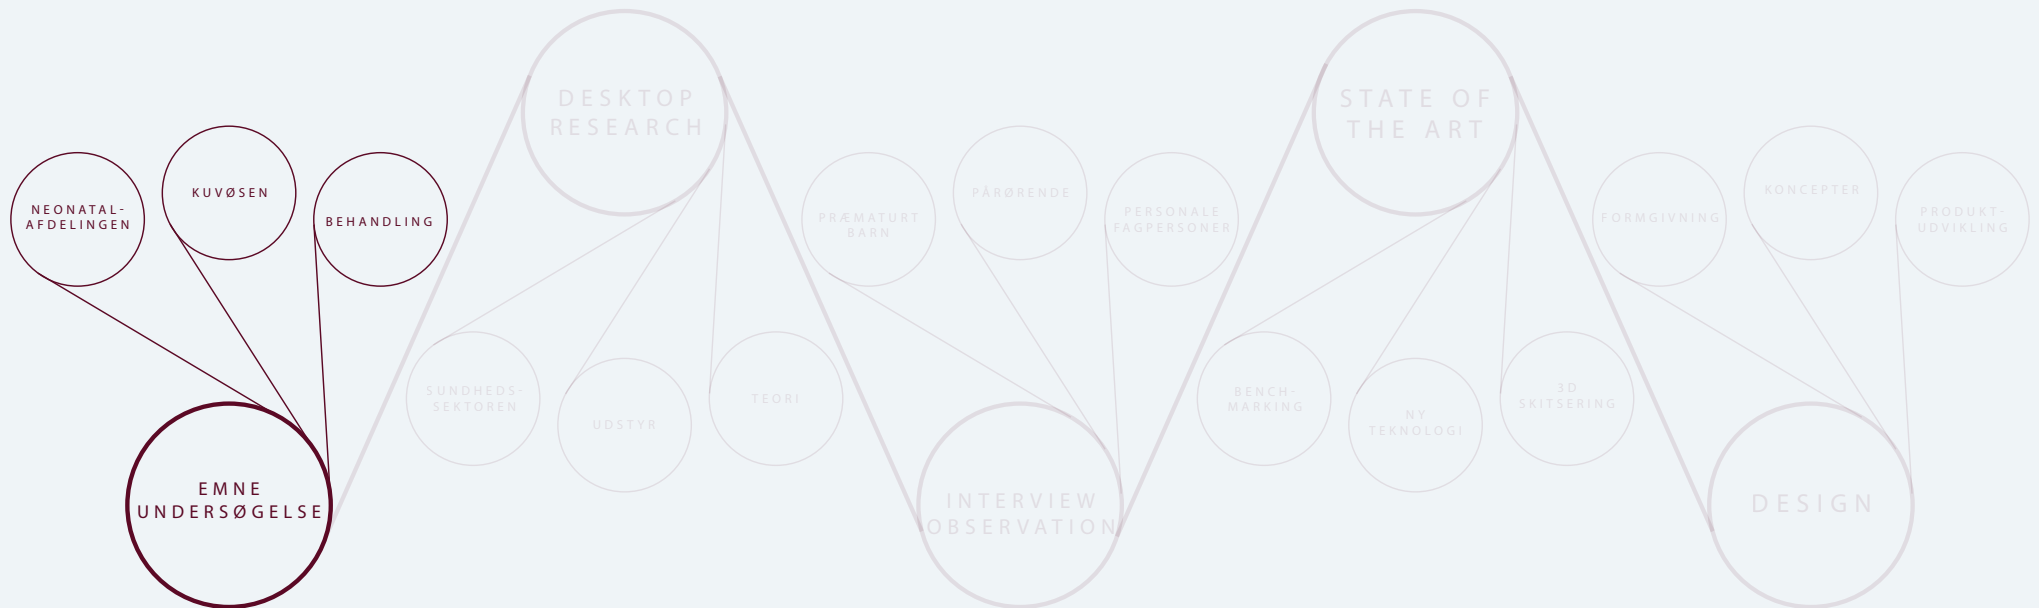 NEONATAL-
AFDELINGEN
KUVØSEN
BEHANDLING
EMNE
UNDERSØGELSE
DESKTOP
RESEARCH
SUNDHEDS-
SEKTOREN
UDSTYR
TEORI
PRÆMATURT
BARN
PÅRØRENDE
PERSONALE
FAGPERSONER
INTERVIEW
OBSERVATION
STATE OF
THE ART
BENCH-
MARKING
NY
TEKNOLOGI
3D
SKITSERING
FORMGIVNING
KONCEPTER
PRODUKT-
UDVIKLING
DESIGN